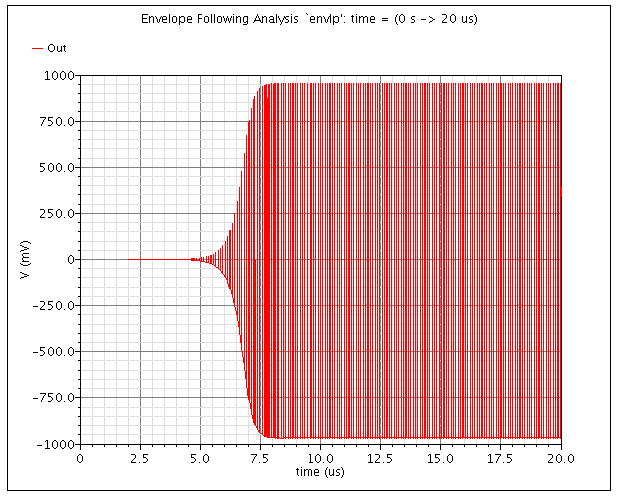 Envelope Following Analysis `envlp': time = (0 s -> 20 us)
Out
1000
750.0
500.0
250.0
0
-250.0
-500.0
-750.0
-1000
V (mV)
0 2.5 5.0 7.5 10.0 12.5 15.0 17.5 20.0
time (us)